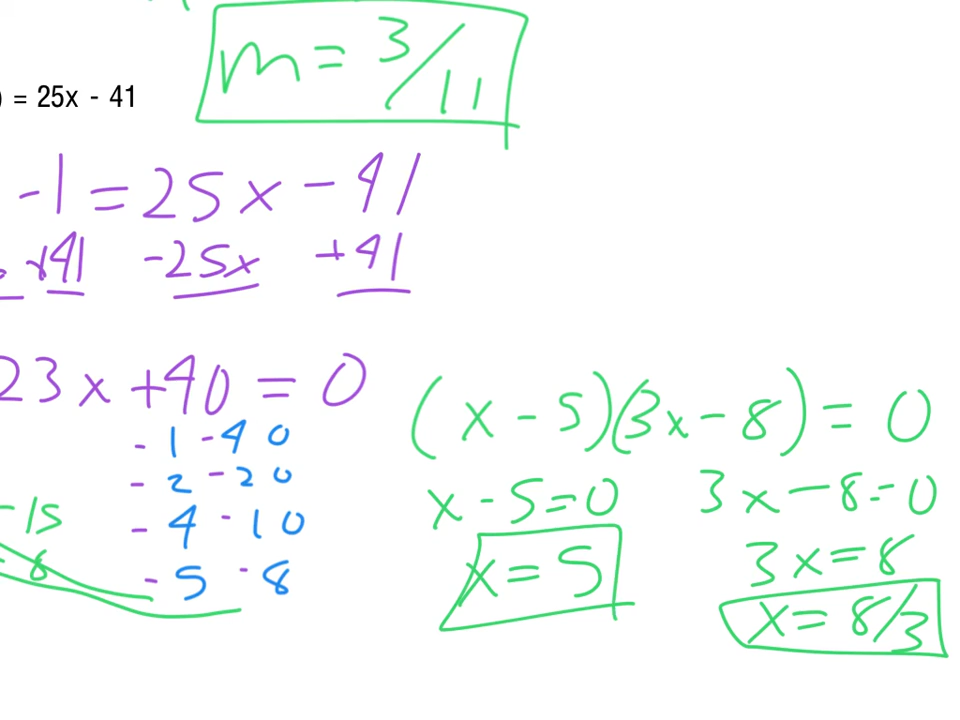 m = 3/11
) = 25x - 41
-1 = 25x - 41
+41 -25x +41
23x + 40 = 0
(x - 5)(3x - 8) = 0
-1 -40
-2 -20
-4 -10
-5 -8
-15
8
x - 5 = 0
x = 5
3x - 8 = 0
3x = 8
x = 8/3